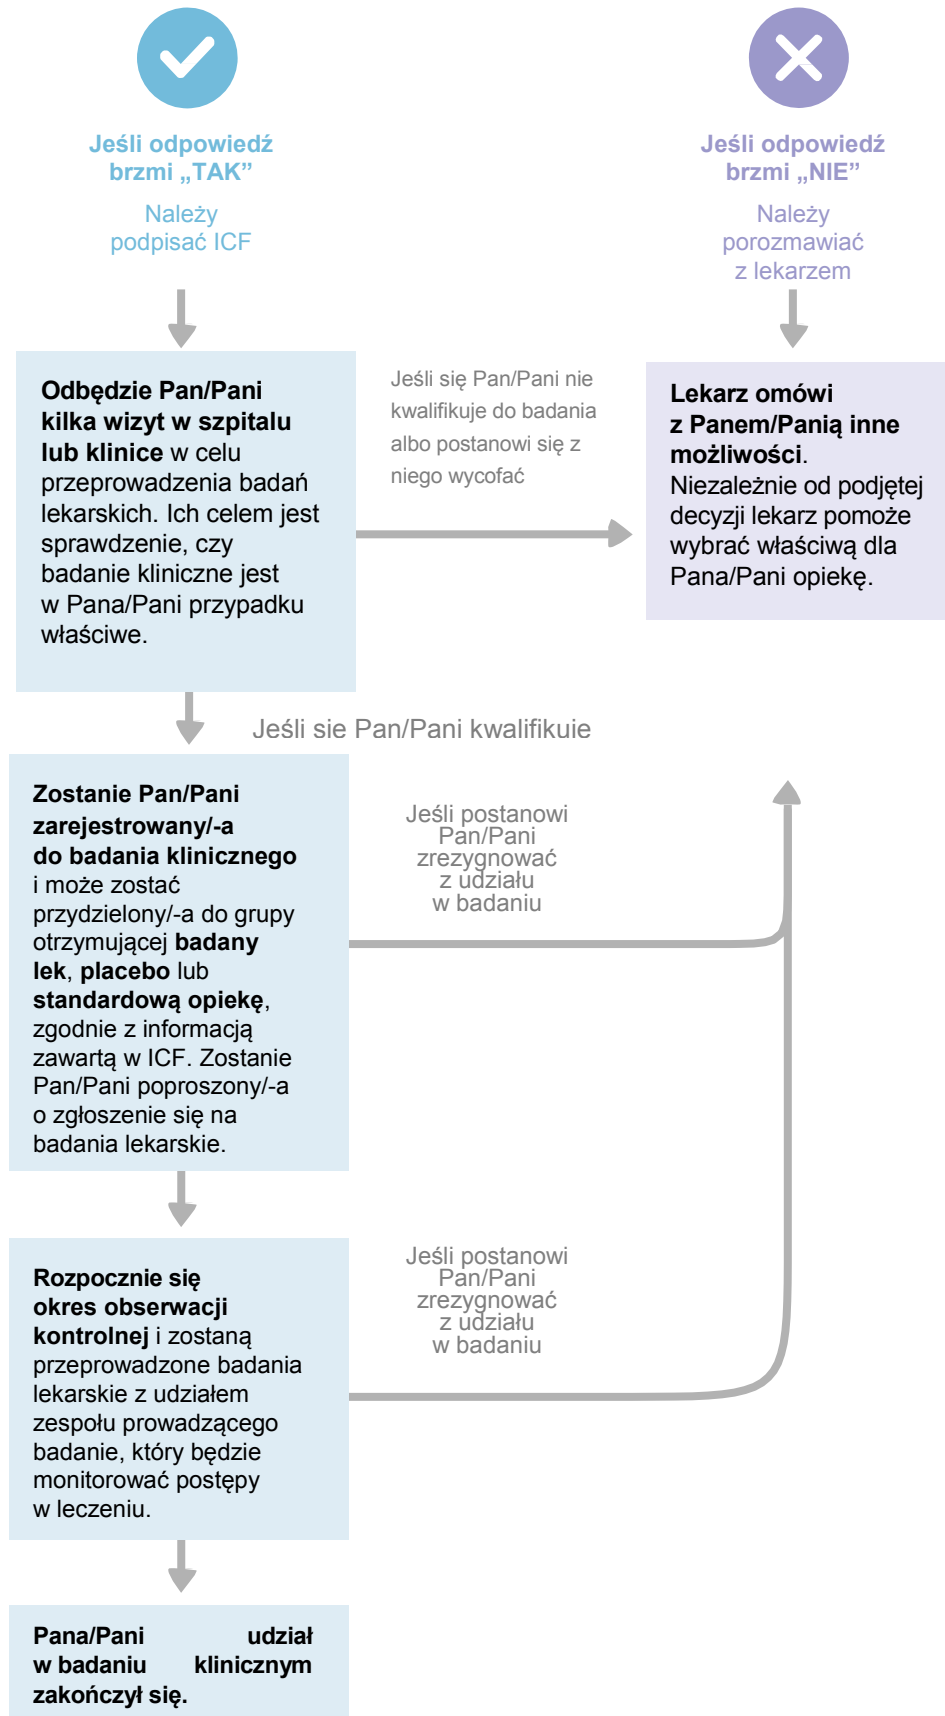 Jeśli odpowiedź
brzmi „TAK”
Należy
podpisać ICF
Jeśli odpowiedź
brzmi „NIE”
Należy
porozmawiać
z lekarzem
Odbędzie Pan/Pani
kilka wizyt w szpitalu
lub klinice w celu
przeprowadzenia badań
lekarskich. Ich celem jest
sprawdzenie, czy
badanie kliniczne jest
w Pana/Pani przypadku
właściwe.
Jeśli się Pan/Pani nie
kwalifikuje do badania
albo postanowi się z
niego wycofać
Lekarz omówi
z Panem/Panią inne
możliwości.
Niezależnie od podjętej
decyzji lekarz pomoże
wybrać właściwą dla
Pana/Pani opiekę.
Jeśli sie Pan/Pani kwalifikuie
Zostanie Pan/Pani
zarejestrowany/-a
do badania klinicznego
i może zostać
przydzielony/-a do grupy
otrzymującej badany
lek, placebo lub
standardową opiekę,
zgodnie z informacją
zawartą w ICF. Zostanie
Pan/Pani poproszony/-a
o zgłoszenie się na
badania lekarskie.
Jeśli postanowi
Pan/Pani
zrezygnować
z udziału
w badaniu
Rozpocznie się
okres obserwacji
kontrolnej i zostaną
przeprowadzone badania
lekarskie z udziałem
zespołu prowadzącego
badanie, który będzie
monitorować postępy
w leczeniu.
Jeśli postanowi
Pan/Pani
zrezygnować
z udziału
w badaniu
Pana/Pani udział
w badaniu klinicznym
zakończył się.